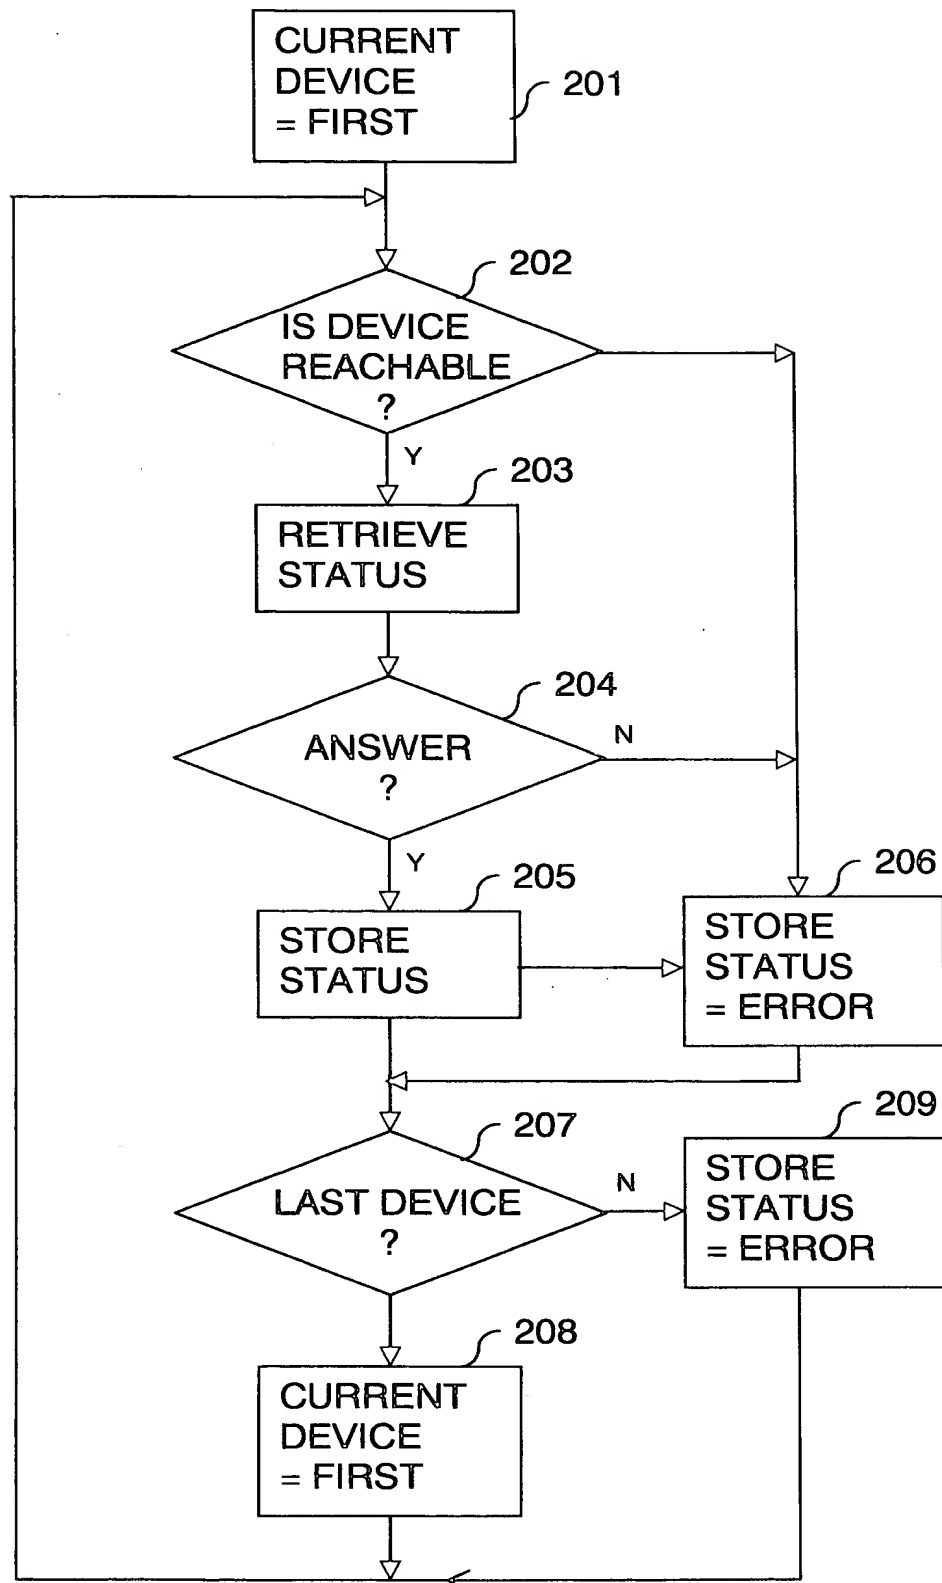 CURRENT
DEVICE
= FIRST
201
202
IS DEVICE
REACHABLE
?
Y
203
RETRIEVE
STATUS
204
ANSWER
?
N
Y
205
STORE
STATUS
206
STORE
STATUS
= ERROR
207
LAST DEVICE
?
N
209
STORE
STATUS
= ERROR
208
CURRENT
DEVICE
= FIRST